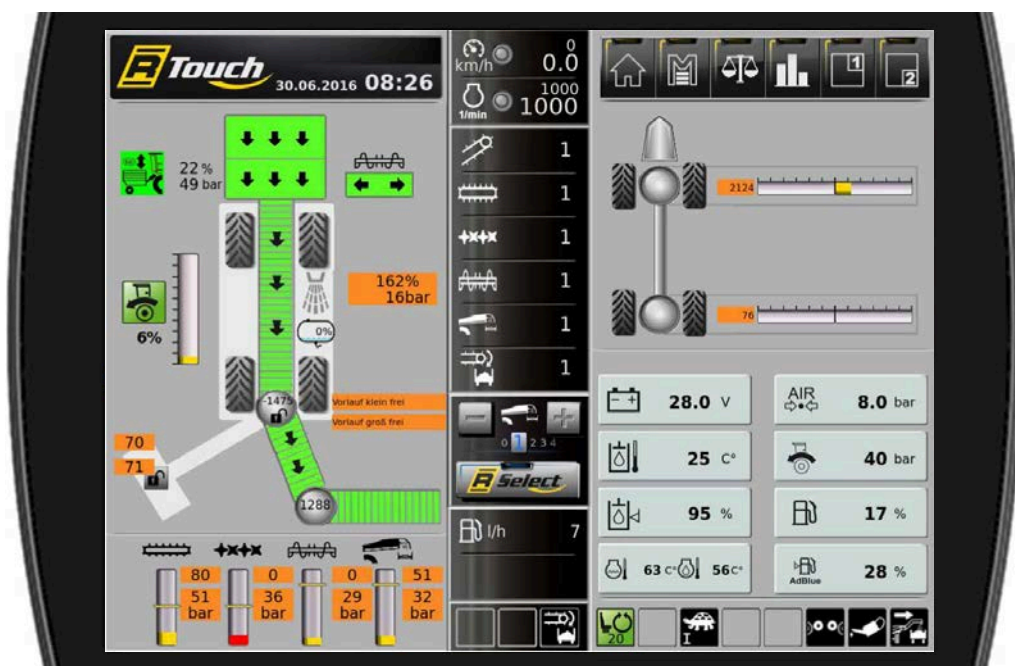 R Touch
30.06.2016 08:26
22 %
49 bar
162%
16bar
6%
0%
-1475
Vorlauf klein frei
Vorlauf groß frei
70
71
1288
80 0 0 51
51 36 29 32
bar bar bar bar
km/h 0
0.0
1/min 1000
1000
1
1
1
1
1
1
0 1 2 3 4
R Select
l/h 7
1
2
2124
76
28.0 V
AIR 8.0 bar
25 C°
40 bar
95 %
17 %
63 C° 56 C°
AdBlue 28 %
20
I